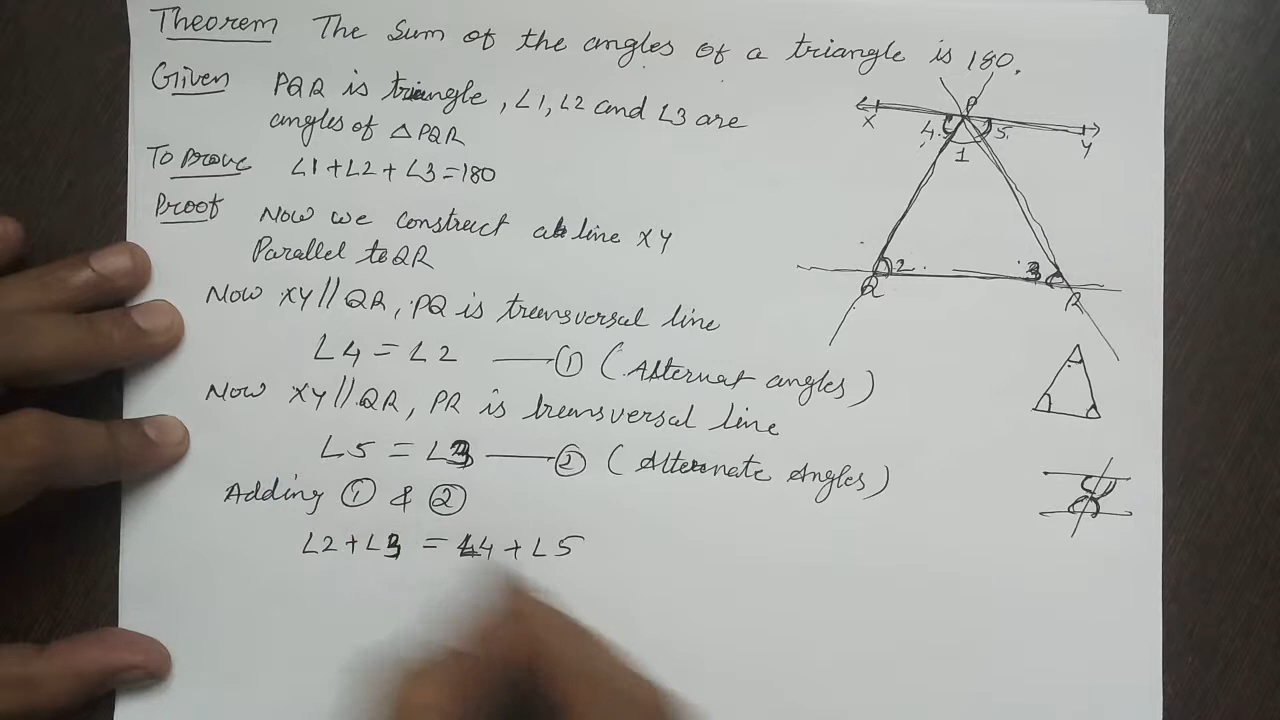 Theorem The Sum of the angles of a triangle is 180.
Given PQR is triangle, ∠1, ∠2 and ∠3 are
angles of △PQR
To prove ∠1+∠2+∠3=180
Proof Now we construct a line XY
Parallel to QR
Now XY//QR, PQ is transversal line
∠4=∠2 — ① (Alternat angles)
Now XY//QR, PR is transversal line
∠5=∠3 — ② (Alternate Angles)
Adding ① & ②
∠2+∠3=∠4+∠5
P
X
4
5
Y
1
2
3
Q
R